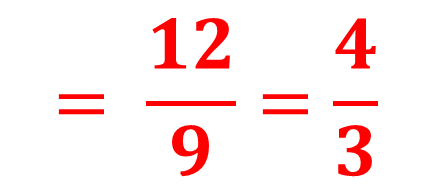 = 12/9 = 4/3